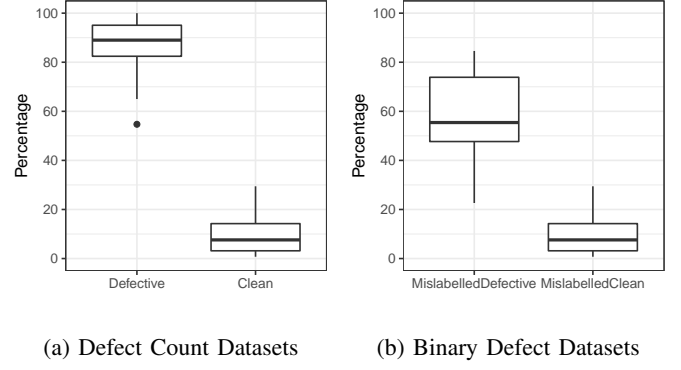 100
80
60
40
20
0
Percentage
Defective Clean
(a) Defect Count Datasets
100
80
60
40
20
0
Percentage
MislabelledDefective MislabelledClean
(b) Binary Defect Datasets